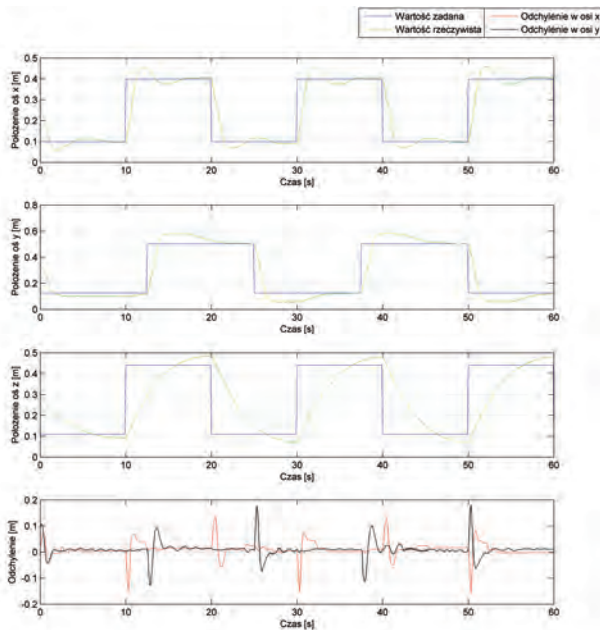 Wartość zadana
Wartość rzeczywista
Odchylenie w osi x
Odchylenie w osi y
Położenie oś x [m]
0.5
0.4
0.3
0.2
0.1
0
0 10 20 30 40 50 60
Czas [s]
Położenie oś y [m]
0.8
0.6
0.4
0.2
0
0 10 20 30 40 50 60
Czas [s]
Położenie oś z [m]
0.5
0.4
0.3
0.2
0.1
0
0 10 20 30 40 50 60
Czas [s]
Odchylenie [m]
0.2
0.1
0
-0.1
-0.2
0 10 20 30 40 50 60
Czas [s]